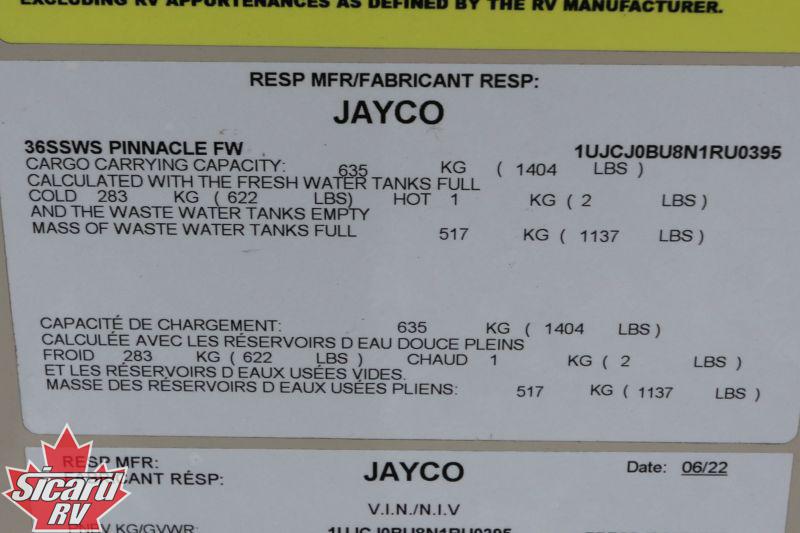 EXCLUDING RV APPURTENANCES AS DEFINED BY THE RV MANUFACTURER.
RESP MFR/FABRICANT RESP:
JAYCO
36SSWS PINNACLE FW 1UJCJ0BU8N1RU0395
CARGO CARRYING CAPACITY: 635 KG ( 1404 LBS )
CALCULATED WITH THE FRESH WATER TANKS FULL
COLD 283 KG ( 622 LBS) HOT 1 KG ( 2 LBS )
AND THE WASTE WATER TANKS EMPTY
MASS OF WASTE WATER TANKS FULL 517 KG ( 1137 LBS )
CAPACITÉ DE CHARGEMENT: 635 KG ( 1404 LBS )
CALCULÉE AVEC LES RÉSERVOIRS D EAU DOUCE PLEINS
FROID 283 KG ( 622 LBS ) CHAUD 1 KG ( 2 LBS )
ET LES RÉSERVOIRS D EAUX USÉES VIDES.
MASSE DES RÉSERVOIRS D EAUX USÉES PLIENS: 517 KG ( 1137 LBS )
RESP MFR: JAYCO Date: 06/22
FABRICANT RÉSP:
V.I.N./N.I.V
PNBV KG/GVWR: 1UJCJ0BU8N1RU0395
Sicard
RV